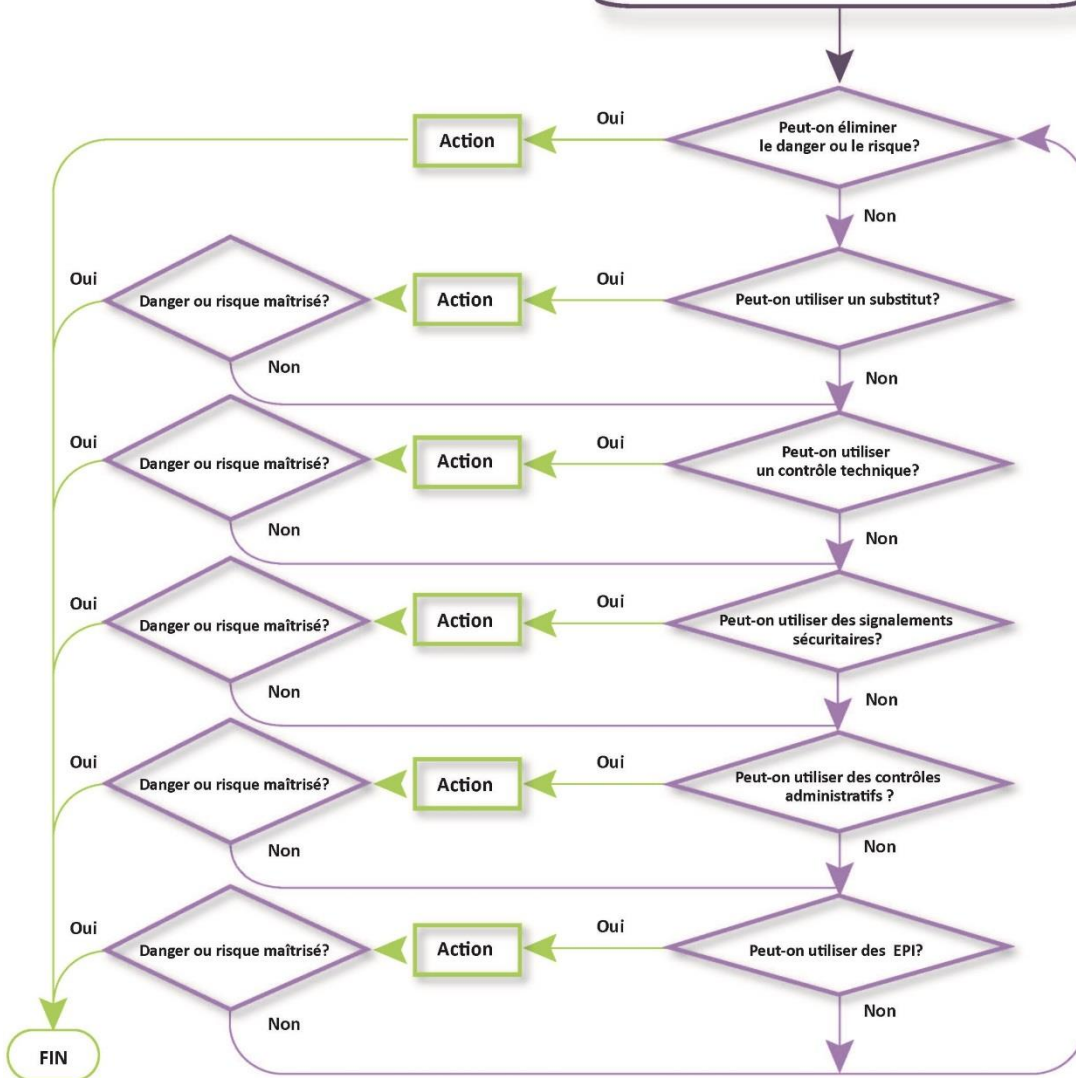 Oui
Action
Peut-on éliminer
le danger ou le risque?
Non
Oui
Danger ou risque maîtrisé?
Action
Oui
Peut-on utiliser un substitut?
Non
Non
Oui
Danger ou risque maîtrisé?
Action
Oui
Peut-on utiliser
un contrôle technique?
Non
Non
Oui
Danger ou risque maîtrisé?
Action
Oui
Peut-on utiliser des signalements
sécuritaires?
Non
Non
Oui
Danger ou risque maîtrisé?
Action
Oui
Peut-on utiliser des contrôles
administratifs ?
Non
Non
Oui
Danger ou risque maîtrisé?
Action
Oui
Peut-on utiliser des EPI?
Non
Non
FIN